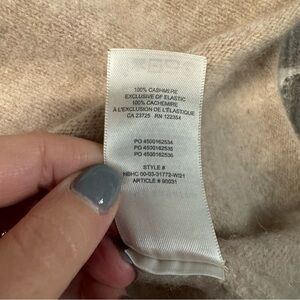 100% CASHMERE
EXCLUSIVE OF ELASTIC
100% CACHEMIRE
À L'EXCLUSION DE L'ÉLASTIQUE
CA 23725 RN 122354
PO 4500162534
PO 4500162535
PO 4500162536
STYLE #
NBHC 00-03-31772-WI21
ARTICLE # 90031